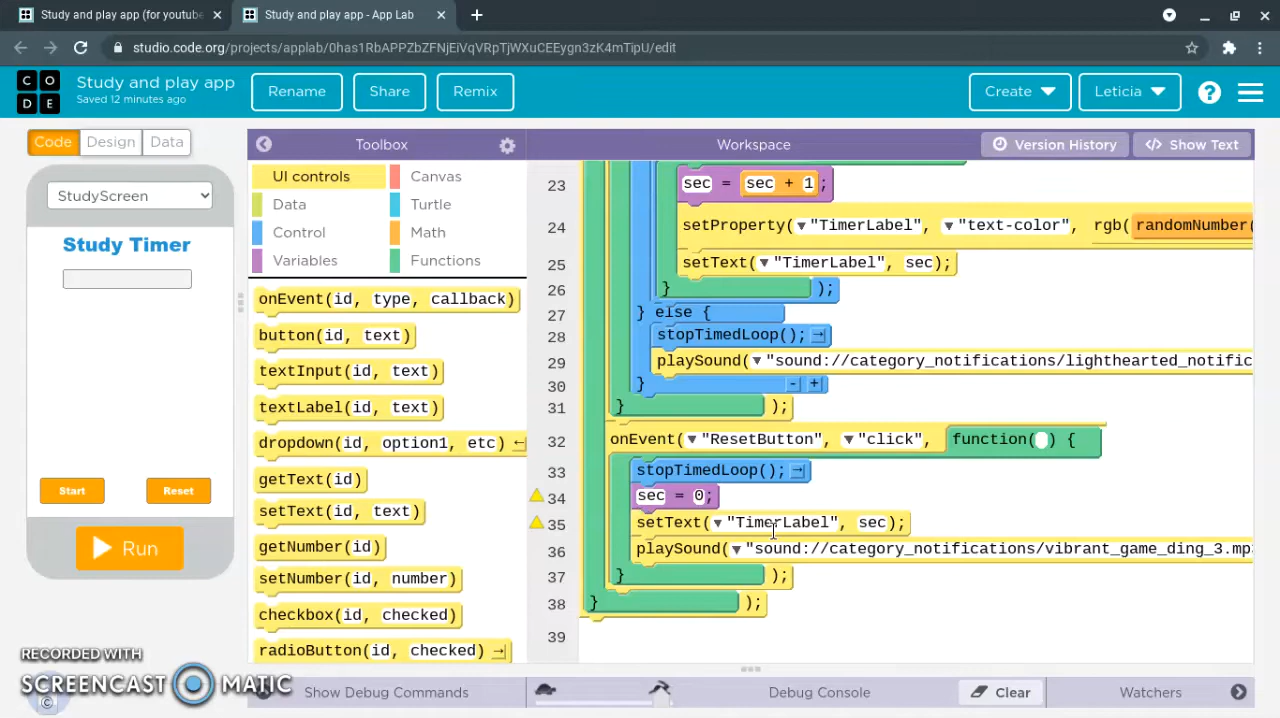 Study and play app (for youtube
Study and play app - App Lab
studio.code.org/projects/applab/0has1RbAPPZbZFNjEiVqVRpTjWXuCEEygn3zK4mTipU/edit
C O
D E
Study and play app
Saved 12 minutes ago
Rename
Share
Remix
Create
Leticia
?
Code
Design
Data
Toolbox
Workspace
Version History
</> Show Text
StudyScreen
Study Timer
Start
Reset
Run
UI controls
Canvas
Data
Turtle
Control
Math
Variables
Functions
onEvent(id, type, callback)
button(id, text)
textInput(id, text)
textLabel(id, text)
dropdown(id, option1, etc)
getText(id)
setText(id, text)
getNumber(id)
setNumber(id, number)
checkbox(id, checked)
radioButton(id, checked)
23 sec = sec + 1;
24 setProperty("TimerLabel", "text-color", rgb(randomNumber(
25 setText("TimerLabel", sec);
26 } );
27 } else {
28 stopTimedLoop();
29 playSound("sound://category_notifications/lighthearted_notific
30 } - +
31 } );
32 onEvent("ResetButton", "click", function( ) {
33 stopTimedLoop();
34 sec = 0;
35 setText("TimerLabel", sec);
36 playSound("sound://category_notifications/vibrant_game_ding_3.mp
37 } );
38 } );
39
RECORDED WITH
SCREENCAST MATIC
©
Show Debug Commands
Debug Console
Clear
Watchers